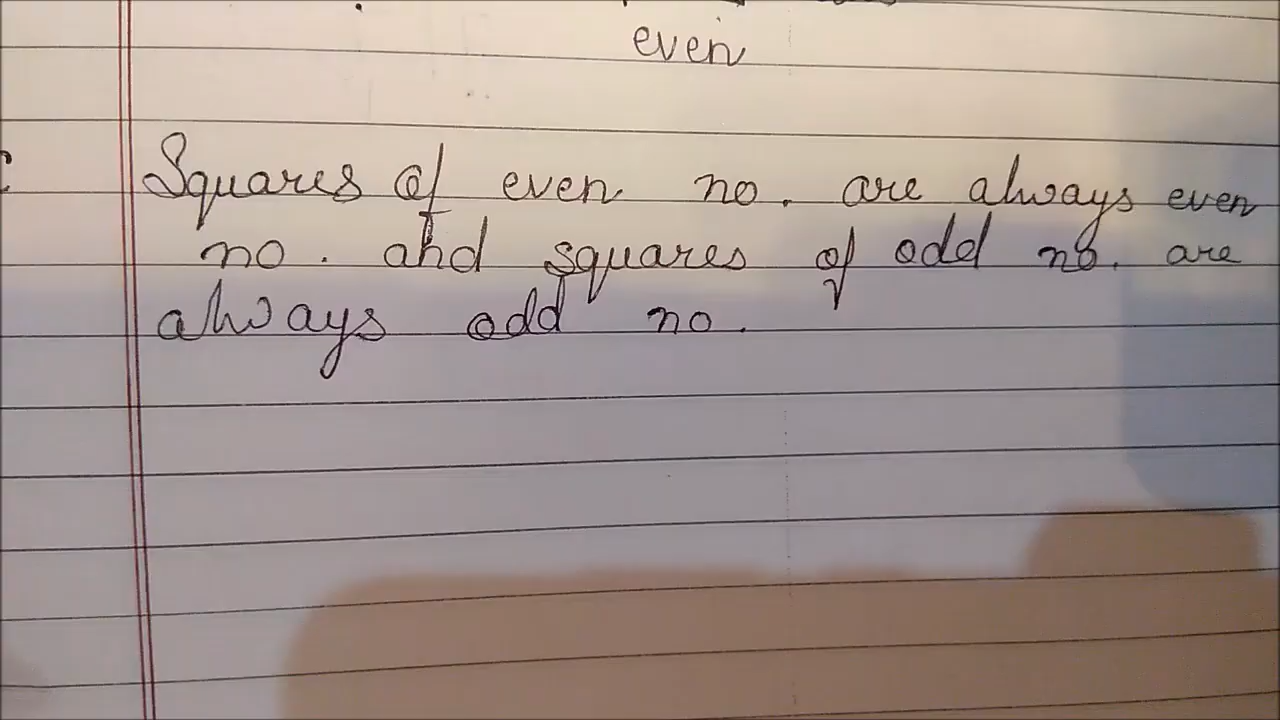 even
Squares of even no. are always even
no. and squares of odd no. are
always odd no.